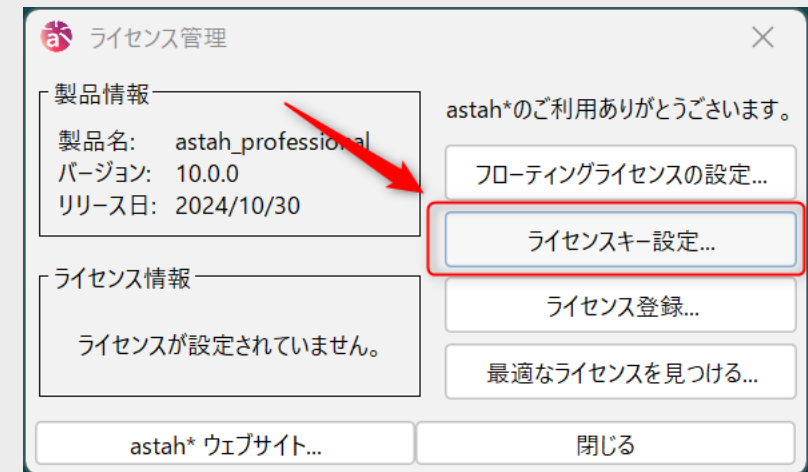 ライセンス管理
製品情報
製品名: astah_professional
バージョン: 10.0.0
リリース日: 2024/10/30
ライセンス情報
ライセンスが設定されていません。
astah*のご利用ありがとうございます。
フローティングライセンスの設定...
ライセンスキー設定...
ライセンス登録...
最適なライセンスを見つける...
astah* ウェブサイト...
閉じる